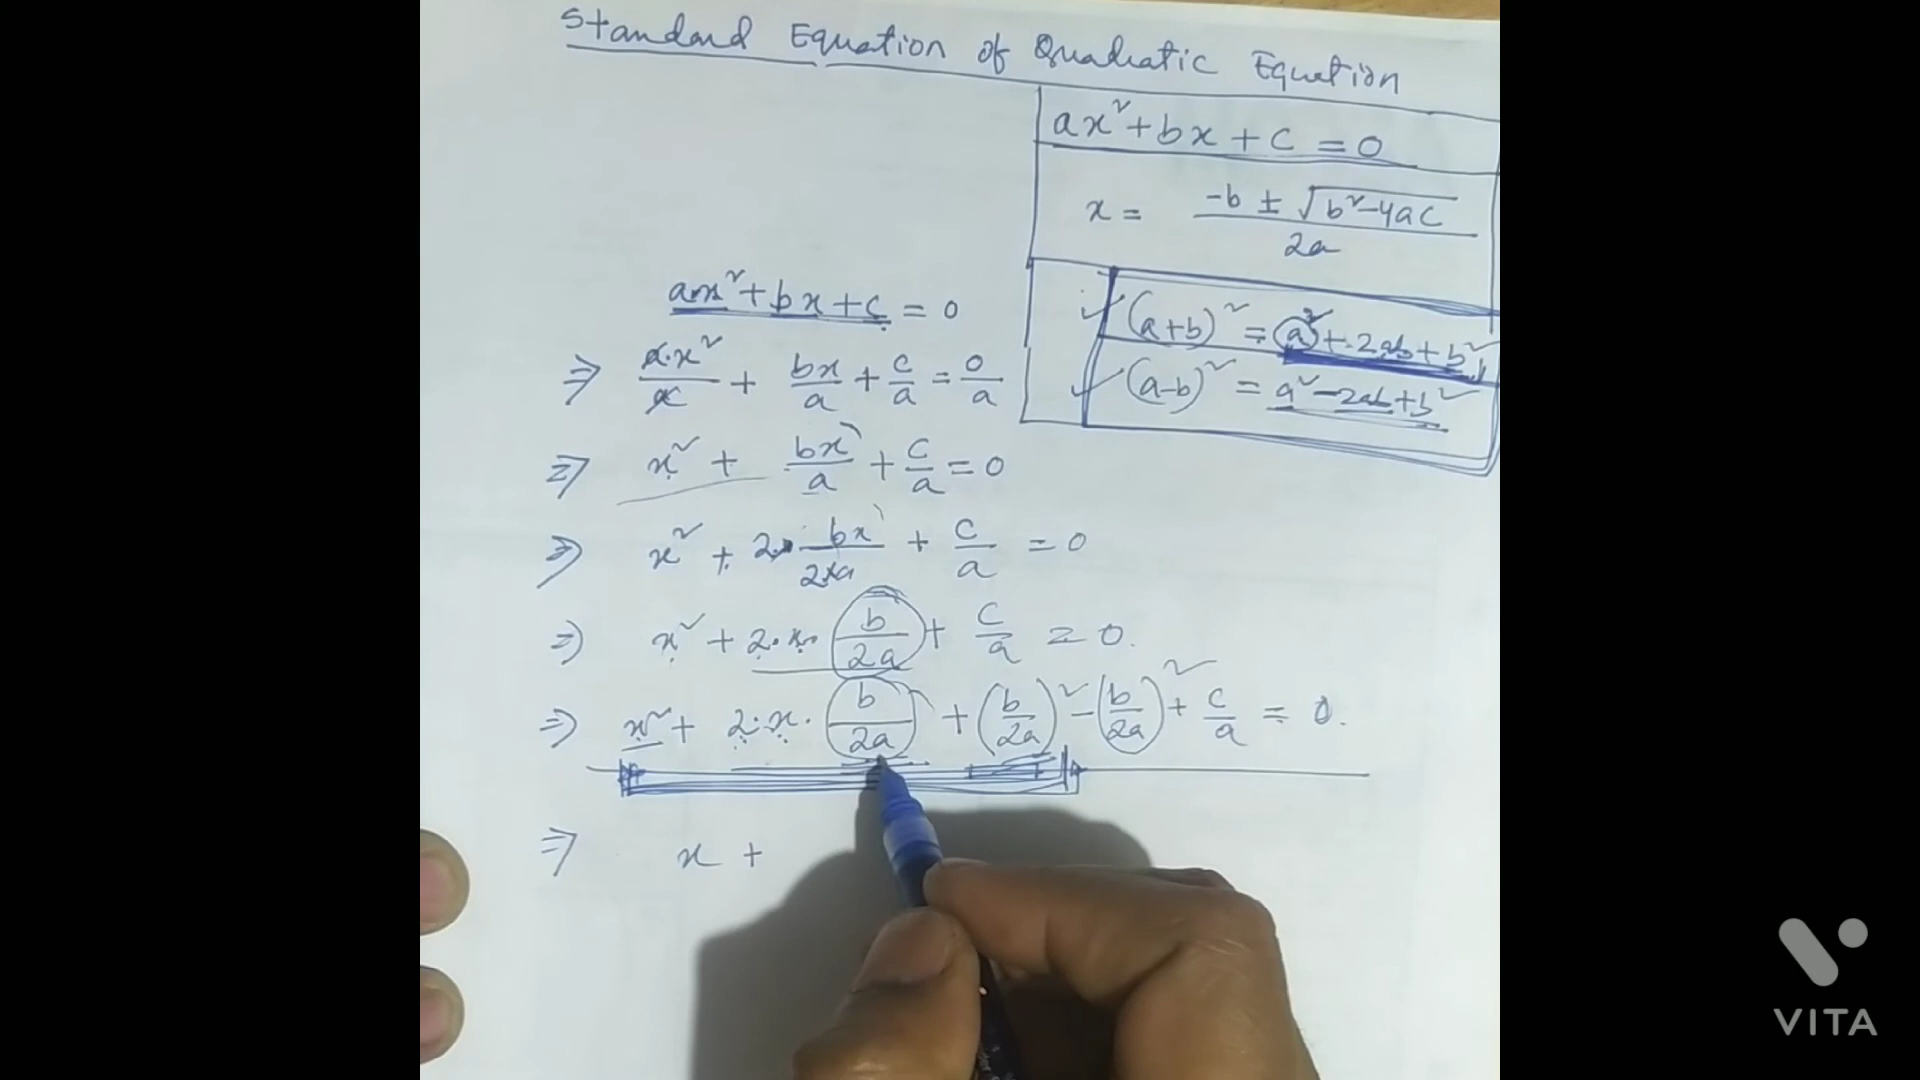 Standard Equation of Quadratic Equation
ax² + bx + c = 0
x = (-b ± √(b²-4ac))/2a
(a+b)² = a² + 2ab + b²
(a-b)² = a² - 2ab + b²
ax² + bx + c = 0
⇒ a·x²/a + bx/a + c/a = 0/a
⇒ x² + bx/a + c/a = 0
⇒ x² + 2· bx/2×a + c/a = 0
⇒ x² + 2·x· b/2a + c/a = 0.
⇒ x² + 2·x· b/2a + (b/2a)² - (b/2a)² + c/a = 0.
⇒ x +
VITA